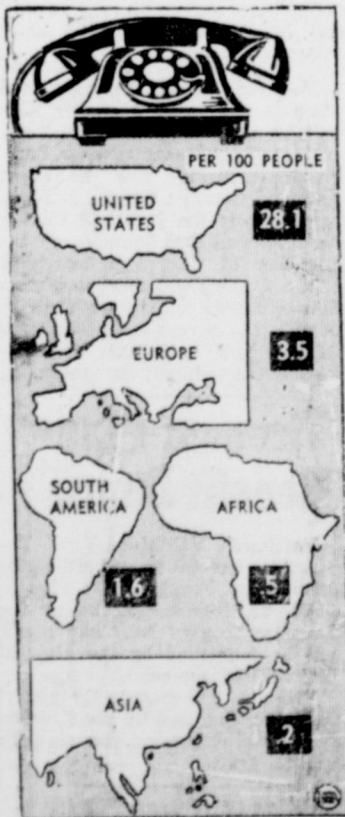 PER 100 PEOPLE
UNITED
STATES
28.1
EUROPE
3.5
SOUTH
AMERICA
1.6
AFRICA
.5
ASIA
.2